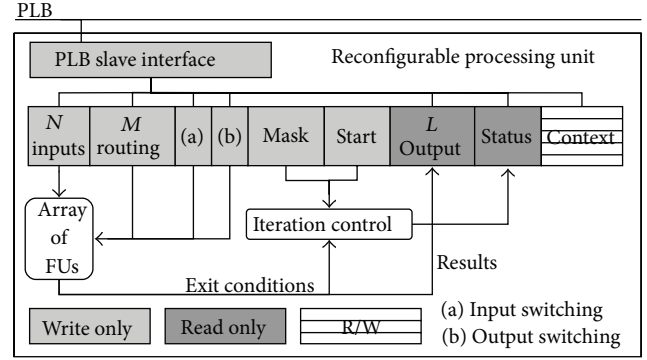 PLB
PLB slave interface
Reconfigurable processing unit
N inputs
M routing
(a)
(b)
Mask
Start
L Output
Status
Context
Array
of
FUs
Iteration control
Results
Exit conditions
Write only
Read only
R/W
(a) Input switching
(b) Output switching